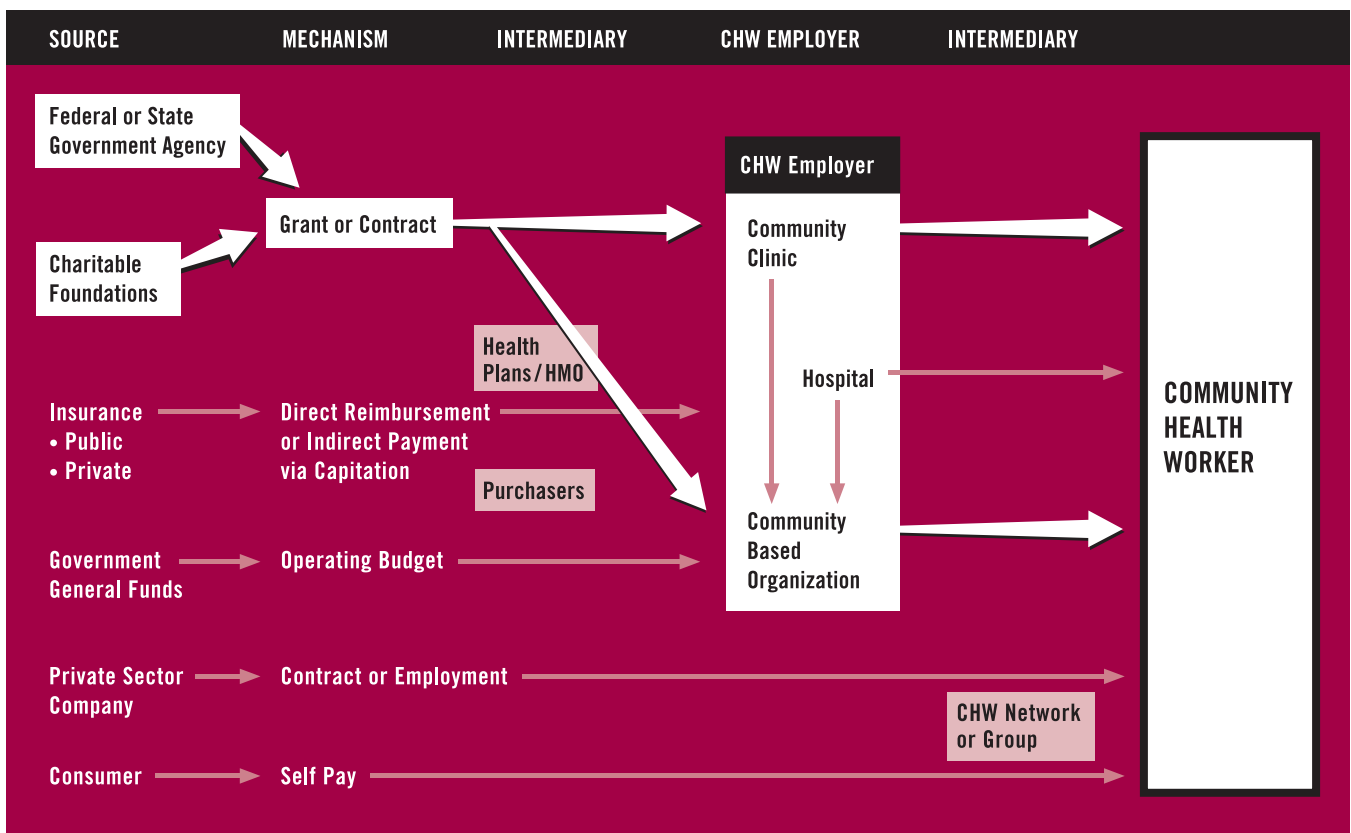 SOURCE
MECHANISM
INTERMEDIARY
CHW EMPLOYER
INTERMEDIARY
Federal or State
Government Agency
Charitable
Foundations
Grant or Contract
Health
Plans/HMO
Insurance
• Public
• Private
Direct Reimbursement
or Indirect Payment
via Capitation
Purchasers
Government
General Funds
Operating Budget
Private Sector
Company
Contract or Employment
Consumer
Self Pay
CHW Employer
Community
Clinic
Hospital
Community
Based
Organization
CHW Network
or Group
COMMUNITY
HEALTH
WORKER